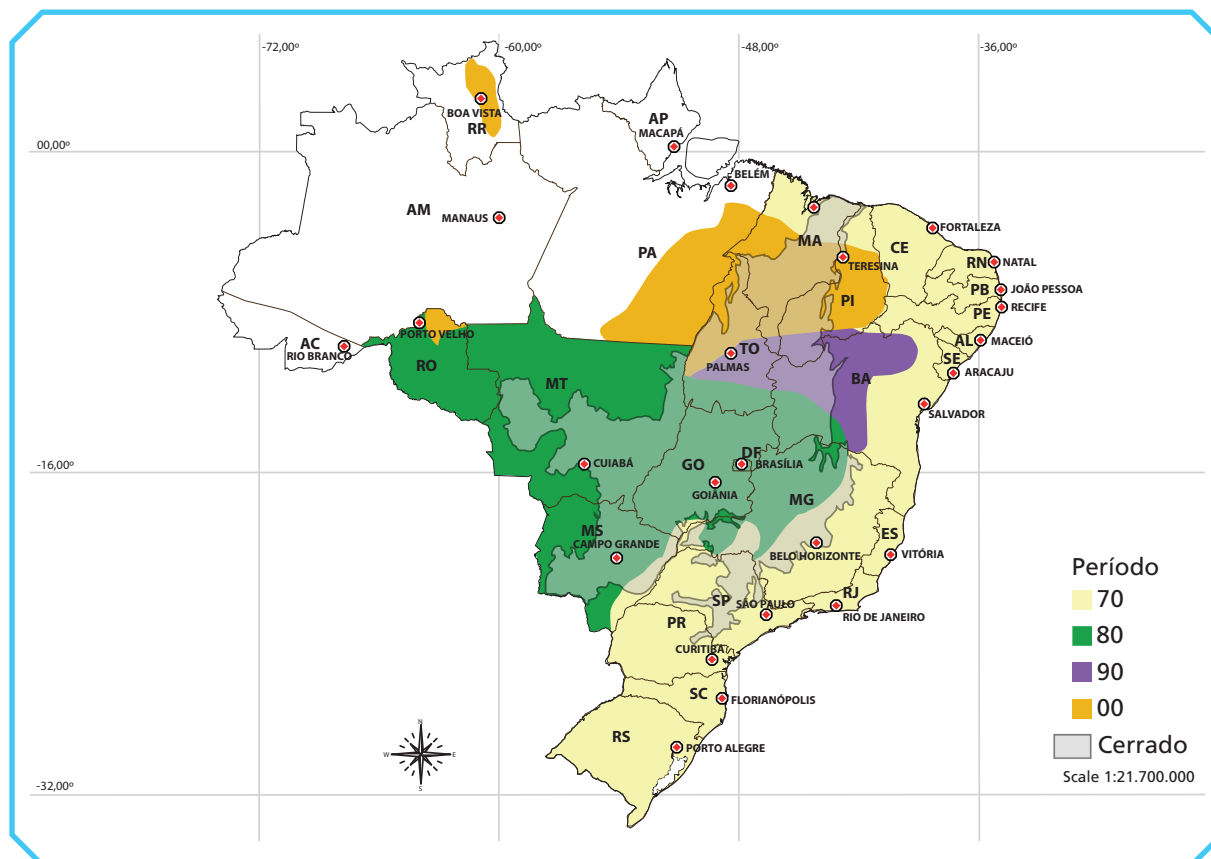 -72,00º
-60,00º
-48,00º
-36,00º
BOA VISTA
RR
AP
MACAPÁ
00,00º
BELÉM
AM
MANAUS
FORTALEZA
MA
CE
PA
TERESINA
RN
NATAL
PI
PB
JOÃO PESSOA
PE
RECIFE
PORTO VELHO
AC
RIO BRANCO
TO
AL
MACEIÓ
RO
PALMAS
SE
ARACAJU
MT
BA
SALVADOR
-16,00º
CUIABÁ
GO
DF
BRASÍLIA
GOIÂNIA
MG
MS
CAMPO GRANDE
ES
BELO HORIZONTE
VITÓRIA
Período
70
SP
SÃO PAULO
RJ
RIO DE JANEIRO
PR
80
CURITIBA
90
SC
FLORIANÓPOLIS
00
N
W
E
S
RS
PORTO ALEGRE
Cerrado
Scale 1:21.700.000
-32,00º